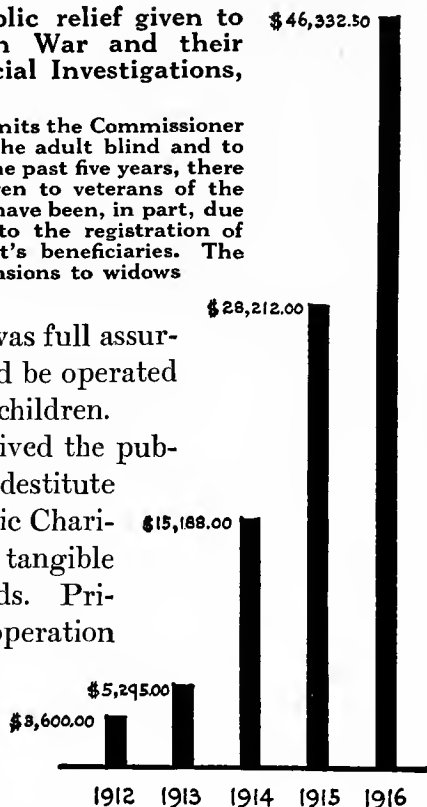 blic relief given to
$46,332.50
n War and their
cial Investigations,
mits the Commissioner
he adult blind and to
he past five years, there
en to veterans of the
have been, in part, due
to the registration of
t's beneficiaries. The
nsions to widows
$28,212.00
was full assur-
d be operated
children.
ived the pub-
destitute
ic Chari-
$15,188.00
tangible
ds. Pri-
operation
$5,295.00
$3,600.00
1912 1913 1914 1915 1916